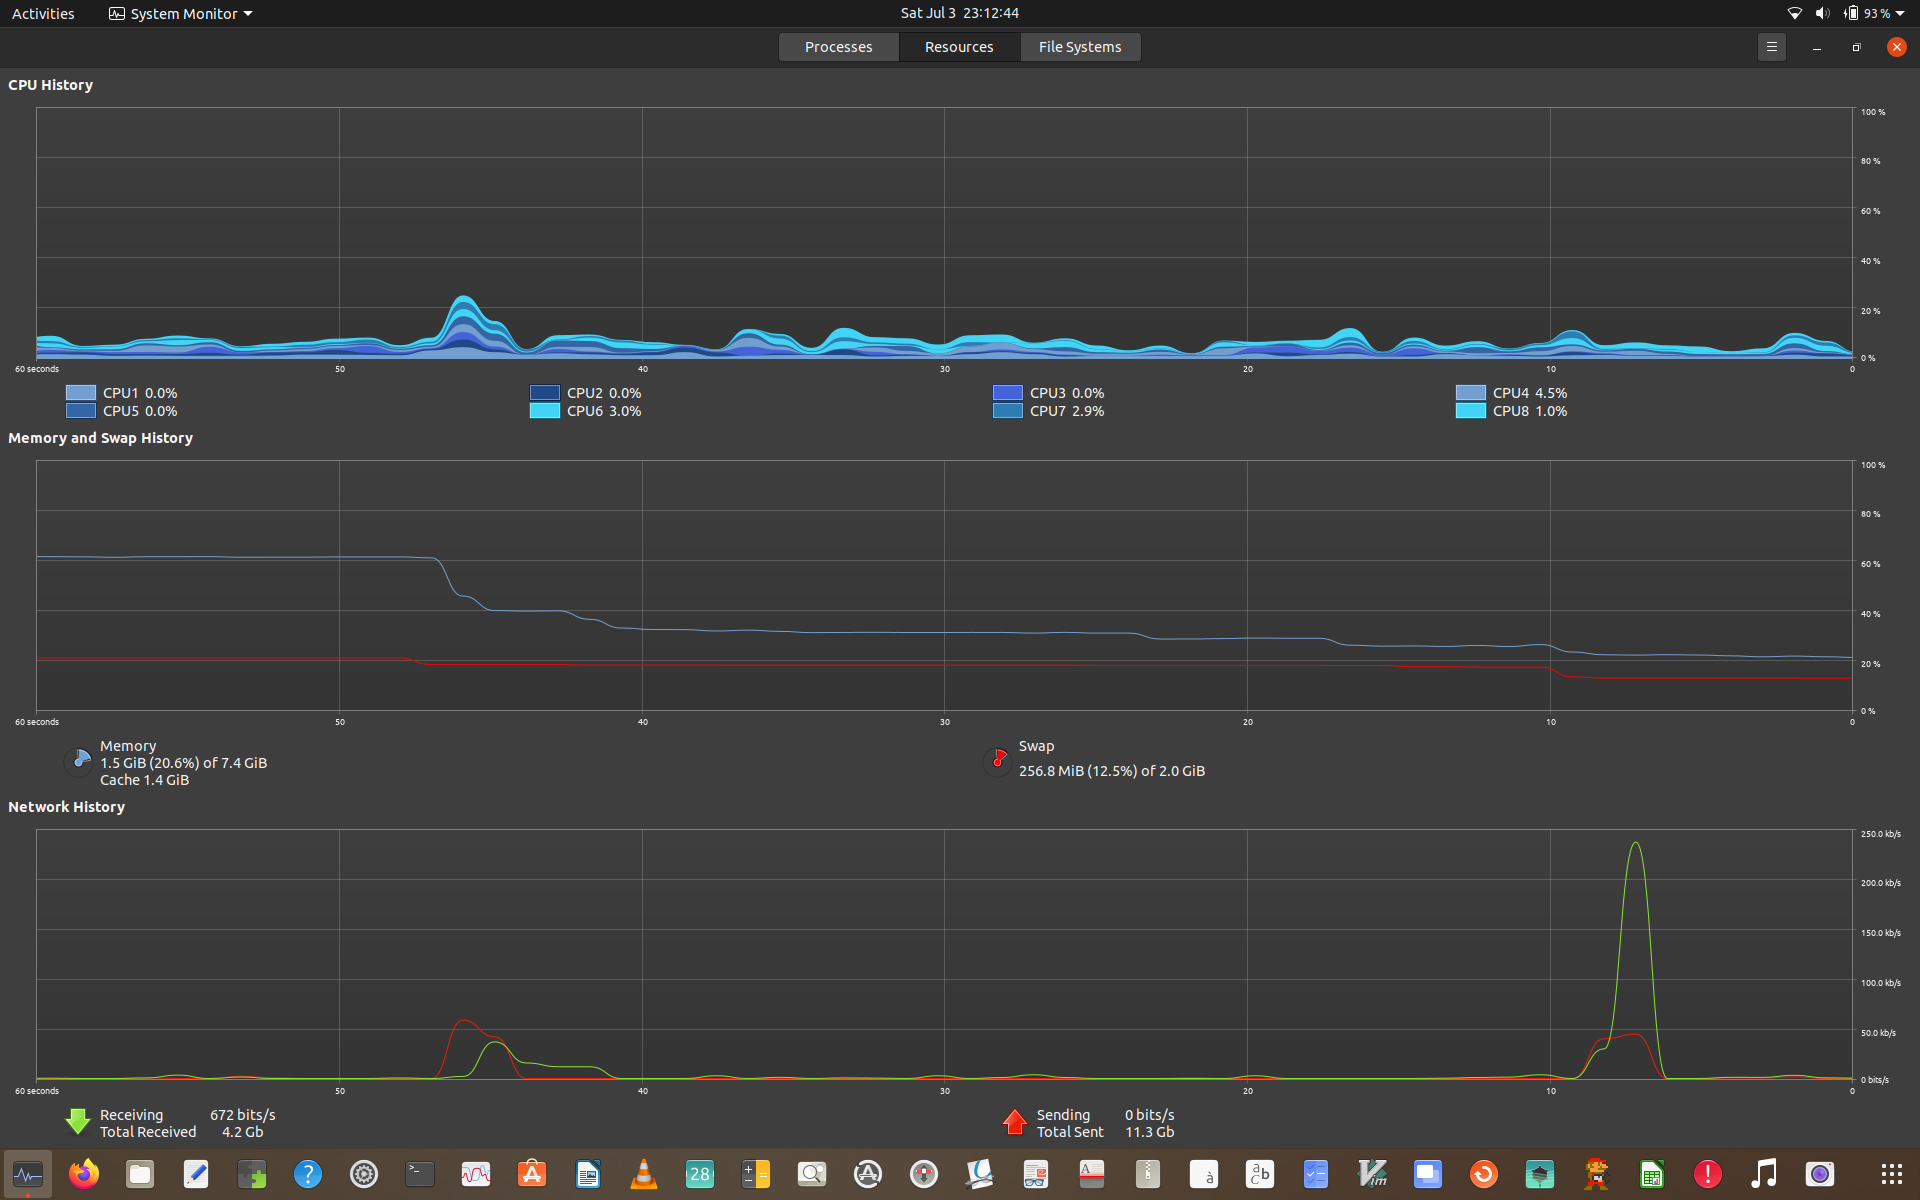 Activities System Monitor Sat Jul 3 23:12:44 93 %
Processes Resources File Systems
CPU History
100 %
80 %
60 %
40 %
20 %
0 %
60 seconds 50 40 30 20 10 0
CPU1 0.0% CPU2 0.0% CPU3 0.0% CPU4 4.5%
CPU5 0.0% CPU6 3.0% CPU7 2.9% CPU8 1.0%
Memory and Swap History
100 %
80 %
60 %
40 %
20 %
0 %
60 seconds 50 40 30 20 10 0
Memory
1.5 GiB (20.6%) of 7.4 GiB
Cache 1.4 GiB
Swap
256.8 MiB (12.5%) of 2.0 GiB
Network History
250.0 kb/s
200.0 kb/s
150.0 kb/s
100.0 kb/s
50.0 kb/s
0 bits/s
60 seconds 50 40 30 20 10 0
Receiving 672 bits/s
Total Received 4.2 Gb
Sending 0 bits/s
Total Sent 11.3 Gb
28